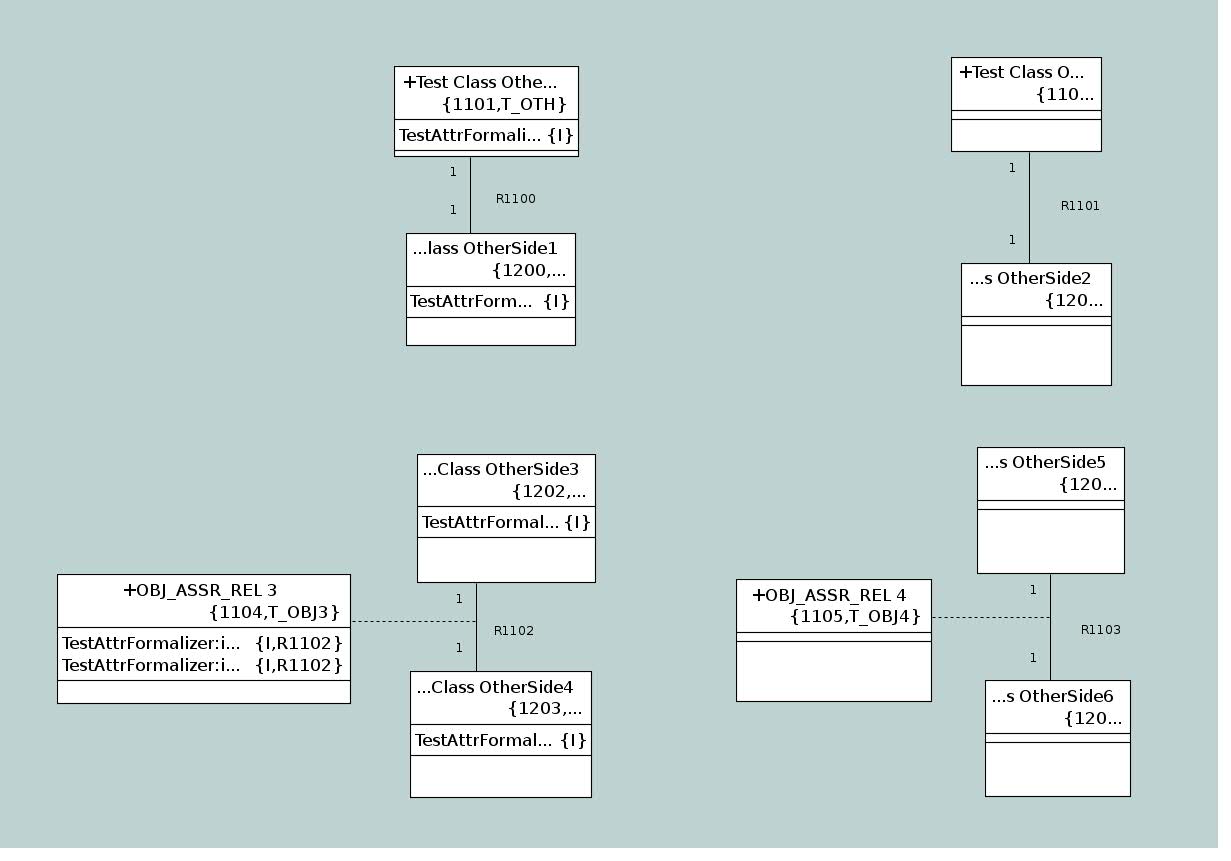 +Test Class Othe...
{1101,T_OTH}
TestAttrFormali... {I}
1
R1100
1
...lass OtherSide1
{1200,...
TestAttrForm... {I}
+Test Class O...
{110...
1
R1101
1
...s OtherSide2
{120...
...Class OtherSide3
{1202,...
TestAttrFormal... {I}
1
R1102
1
+OBJ_ASSR_REL 3
{1104,T_OBJ3}
TestAttrFormalizer:i... {I,R1102}
TestAttrFormalizer:i... {I,R1102}
...Class OtherSide4
{1203,...
TestAttrFormal... {I}
...s OtherSide5
{120...
1
R1103
1
+OBJ_ASSR_REL 4
{1105,T_OBJ4}
...s OtherSide6
{120...